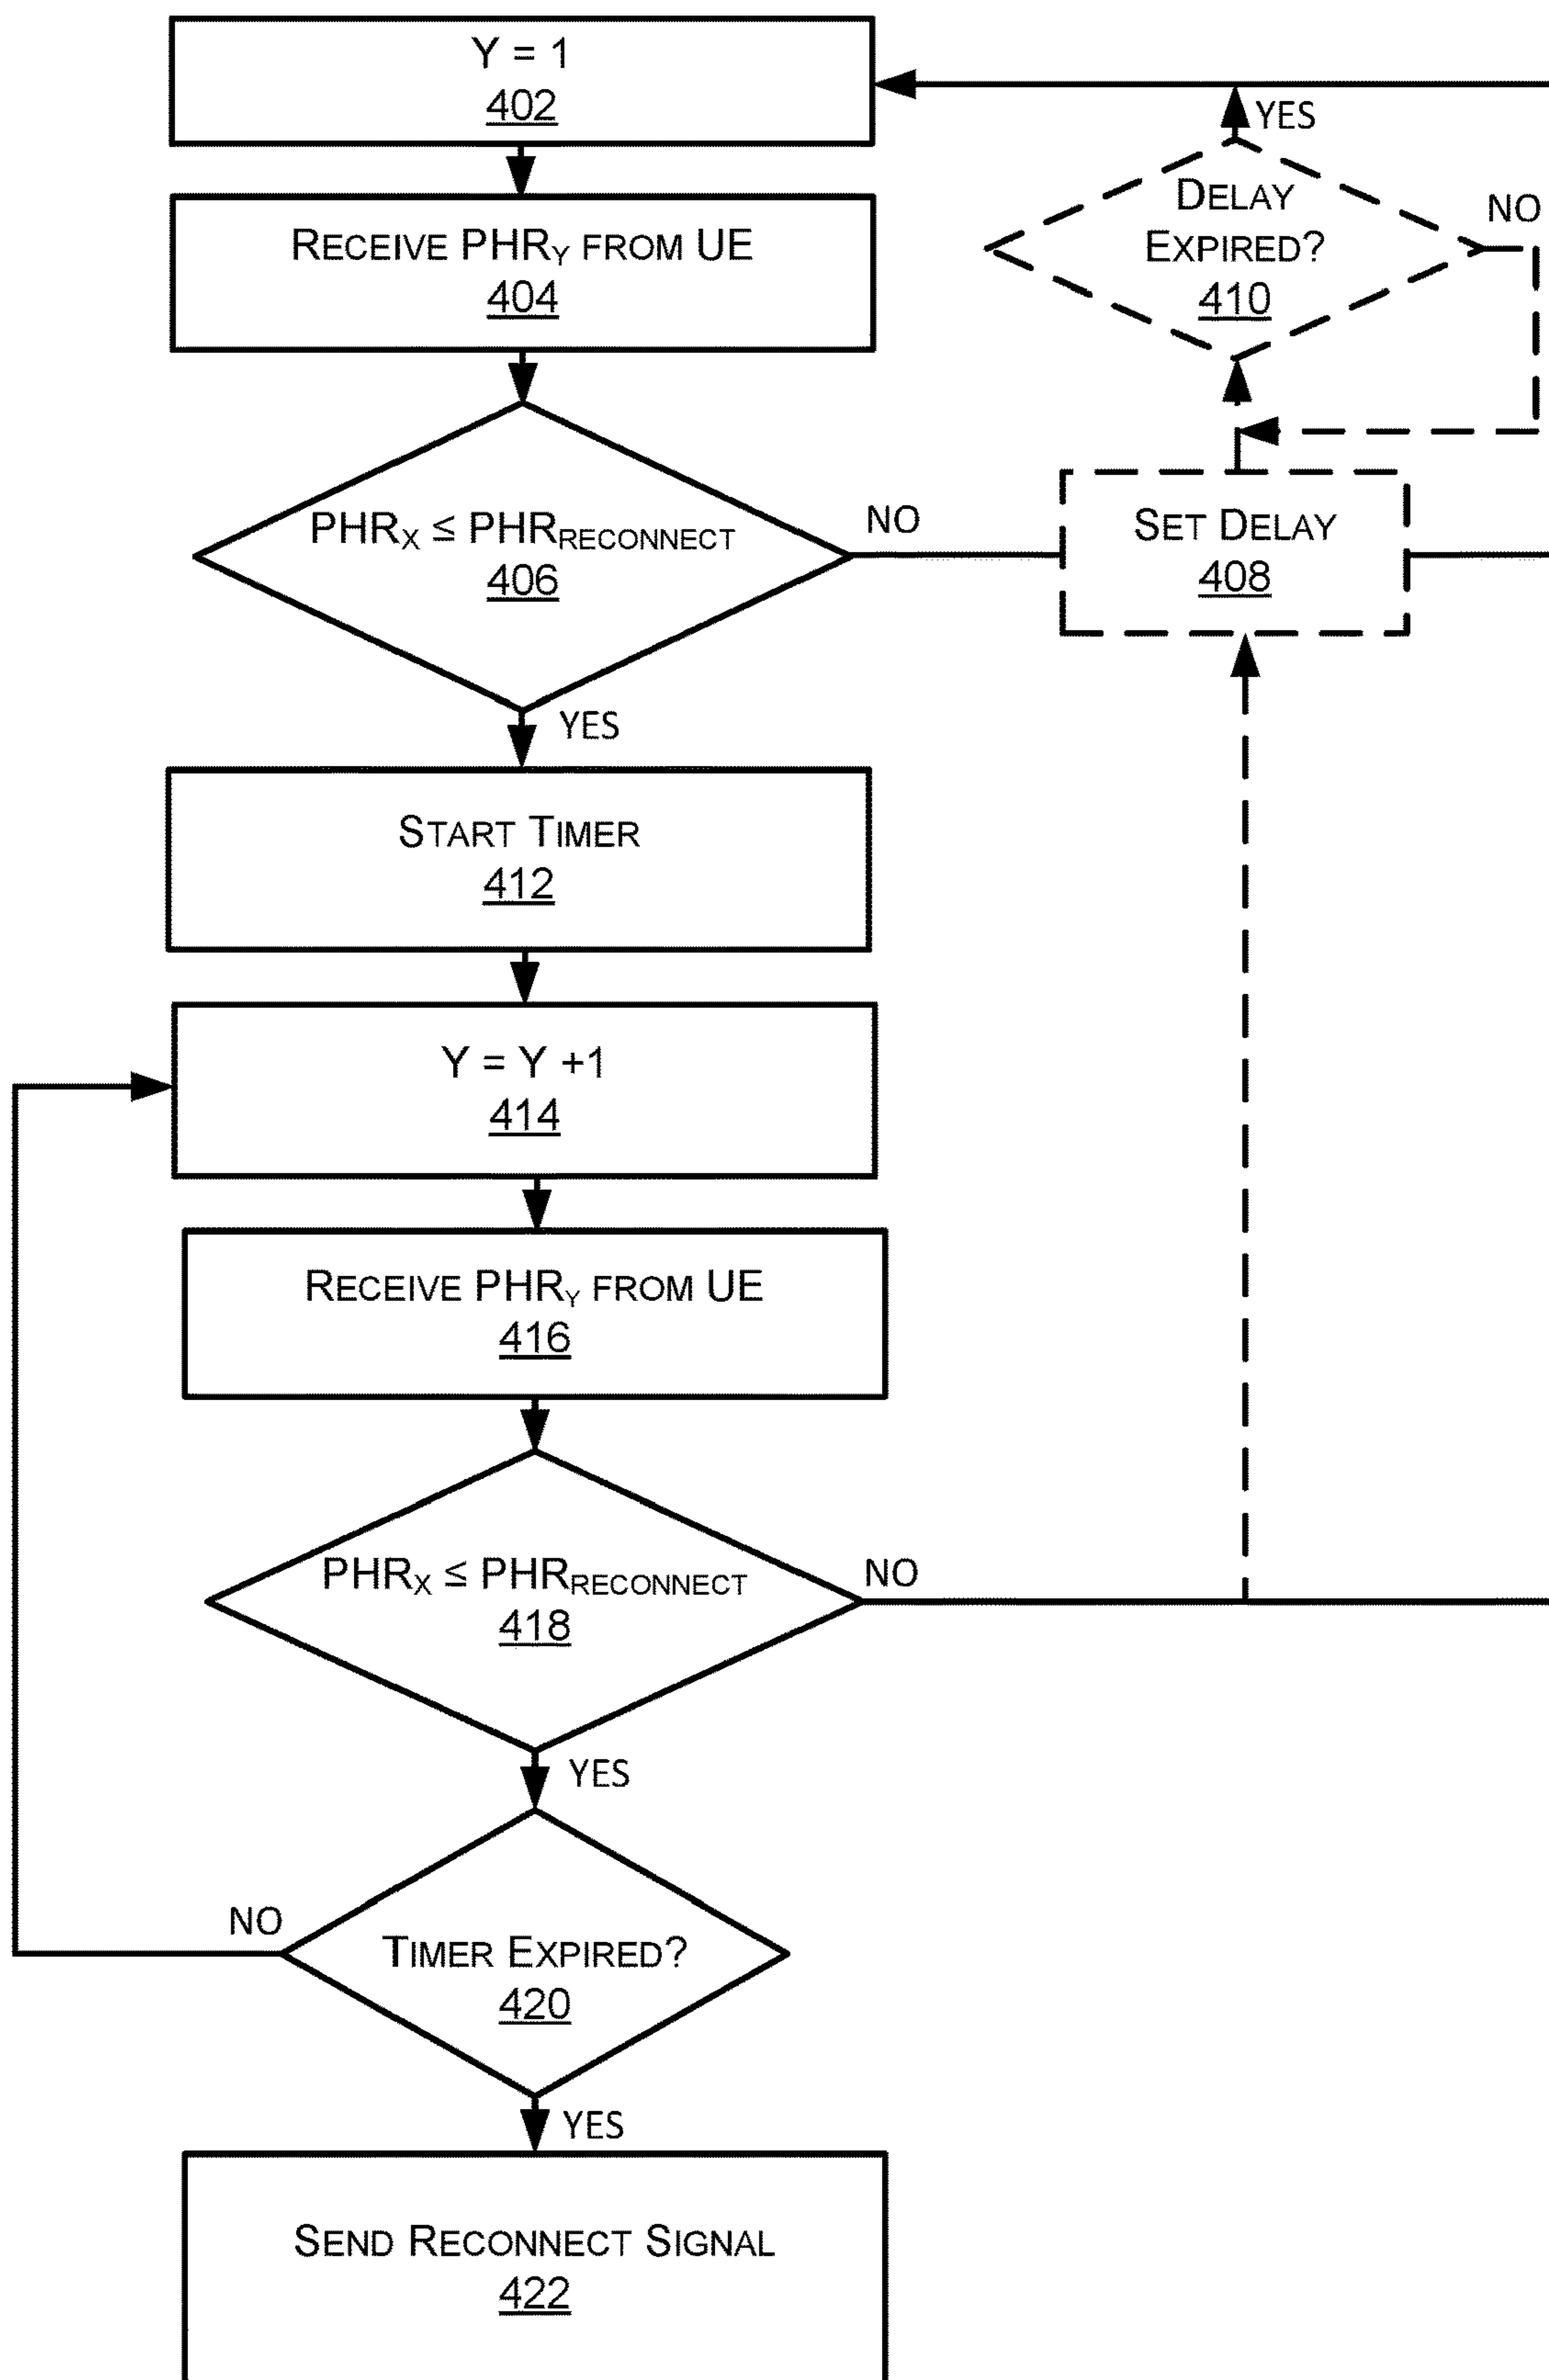 Y = 1
402
YES
DELAY
EXPIRED?
410
NO
RECEIVE PHRY FROM UE
404
PHRX ≤ PHRRECONNECT
406
NO
SET DELAY
408
YES
START TIMER
412
Y = Y +1
414
RECEIVE PHRY FROM UE
416
PHRX ≤ PHRRECONNECT
418
NO
YES
NO
TIMER EXPIRED?
420
YES
SEND RECONNECT SIGNAL
422